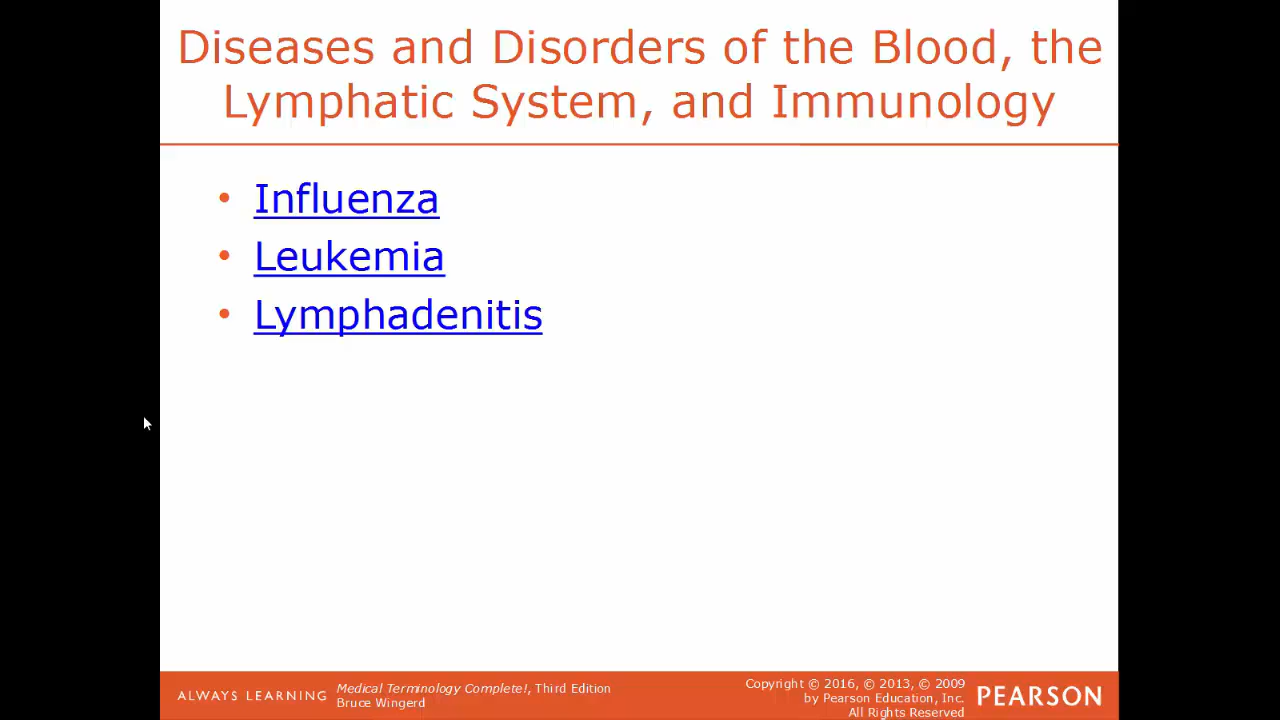 Diseases and Disorders of the Blood, the
Lymphatic System, and Immunology
• Influenza
• Leukemia
• Lymphadenitis
ALWAYS LEARNING
Medical Terminology Complete!, Third Edition
Bruce Wingerd
Copyright © 2016, © 2013, © 2009
by Pearson Education, Inc.
All Rights Reserved
PEARSON